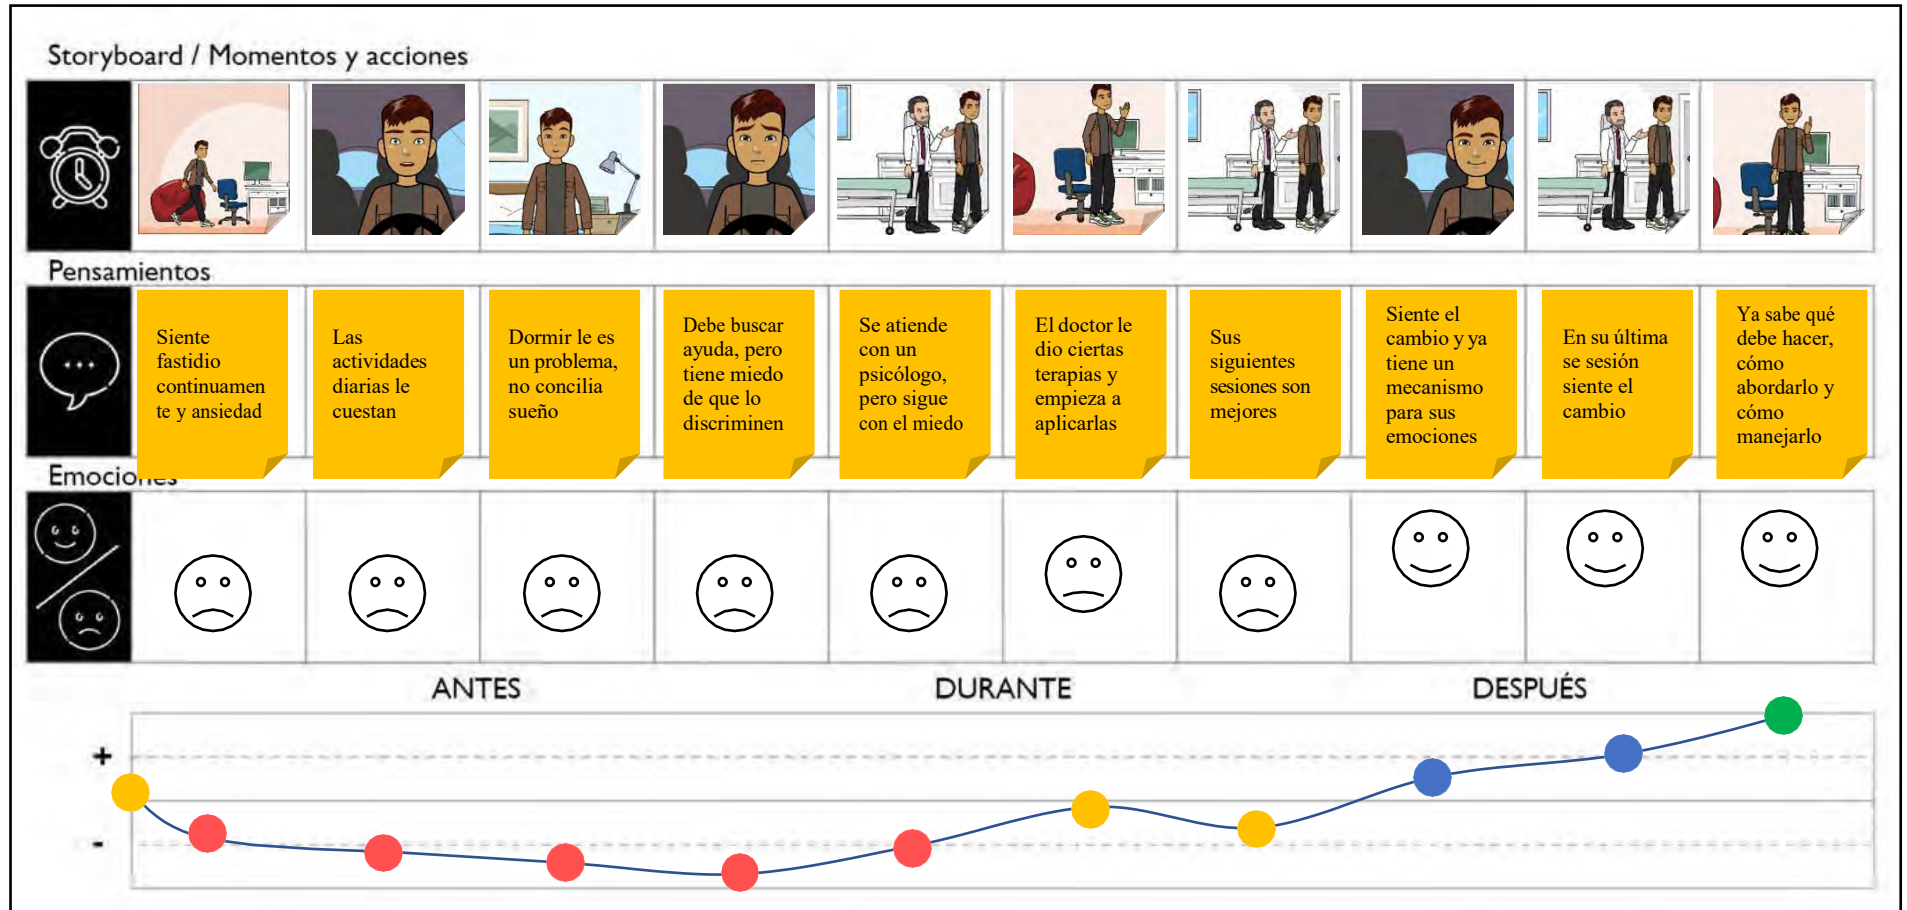 Storyboard / Momentos y acciones
Pensamientos
Siente
fastidio
continuamen
te y ansiedad
Las
actividades
diarias le
cuestan
Dormir le es
un problema,
no concilia
sueño
Debe buscar
ayuda, pero
tiene miedo
de que lo
discriminen
Se atiende
con un
psicólogo,
pero sigue
con el miedo
El doctor le
dio ciertas
terapias y
empieza a
aplicarlas
Sus
siguientes
sesiones son
mejores
Siente el
cambio y ya
tiene un
mecanismo
para sus
emociones
En su última
se sesión
siente el
cambio
Ya sabe qué
debe hacer,
cómo
abordarlo y
cómo
manejarlo
Emociones
ANTES
DURANTE
DESPUÉS
+
-